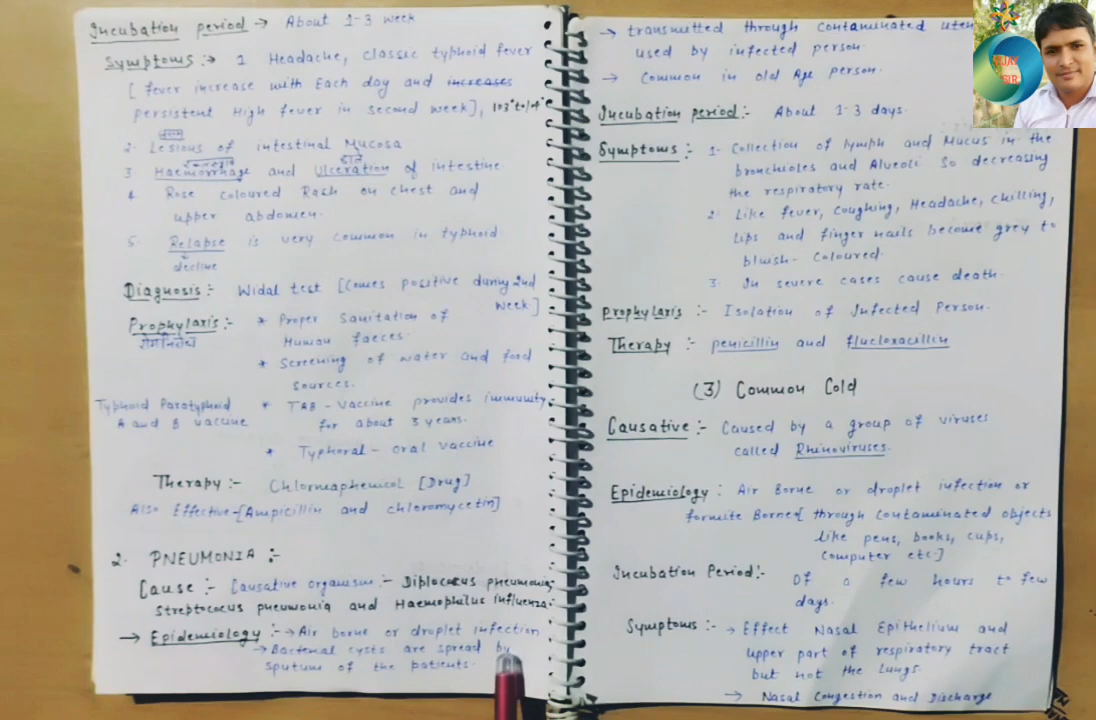 Incubation period → About 1-3 week
Symptoms :→ 1 Headache, classic typhoid fever
[ fever increase with Each day and increases
persistent High fever in second week], 103° to 104°
2. Lesions of intestinal Mucosa
3 Haemorrhage and Ulceration of intestine
4 Rose coloured Rash on chest and
upper abdomen.
5. Relapse is very common in typhoid.
decline
Diagnosis :- Widal test [Comes positive during 2nd
week.]
Prophylaxis :- * Proper Sanitation of
रोगनिरोध
Human faeces.
* Screening of water and food
sources.
Typhoid Paratyphoid
A and B vaccine
* TAB - Vaccine provides immunity
for about 3 years.
* Typhoral - oral vaccine
Therapy :- Chlormaphenicol [Drug]
Also Effective-[Ampicillin and chloromycetin]
2. PNEUMONIA :-
Cause :- Causative organism :- Diplococus pneumonia,
Streptococus pneumonia and Haemophilus influenza.
→ Epidemiology :- → Air borne or droplet infection
→ Bacterial cysts are spread by
sputum of the patients.
→ transmitted through contaminated
used by infected person.
→ Common in old Age person.
Incubation period :- About 1-3 days.
Symptoms :- 1. Collection of lymph and Mucus in the
bronchioles and Alveoli so decreasing
the respiratory rate.
2. Like fever, Coughing, Headache, chilling,
Lips and finger nails become grey to
bluish-coloured.
3. In severe cases cause death.
Prophylaxis :- Isolation of Infected Person.
Therapy :- penicillin and flucloxacillin
(3) Common Cold
Causative :- Caused by a group of viruses
called Rhinoviruses.
Epidemiology : Air Borne or droplet infection or
formite Borne[ through contaminated objects
like pens, books, cups,
computer etc.]
Incubation Period :- Of a few hours to few
days.
Symptoms :- → Effect Nasal Epithelium and
upper part of respiratory tract
but not the Lungs.
→ Nasal Congestion and Discharge
SIR